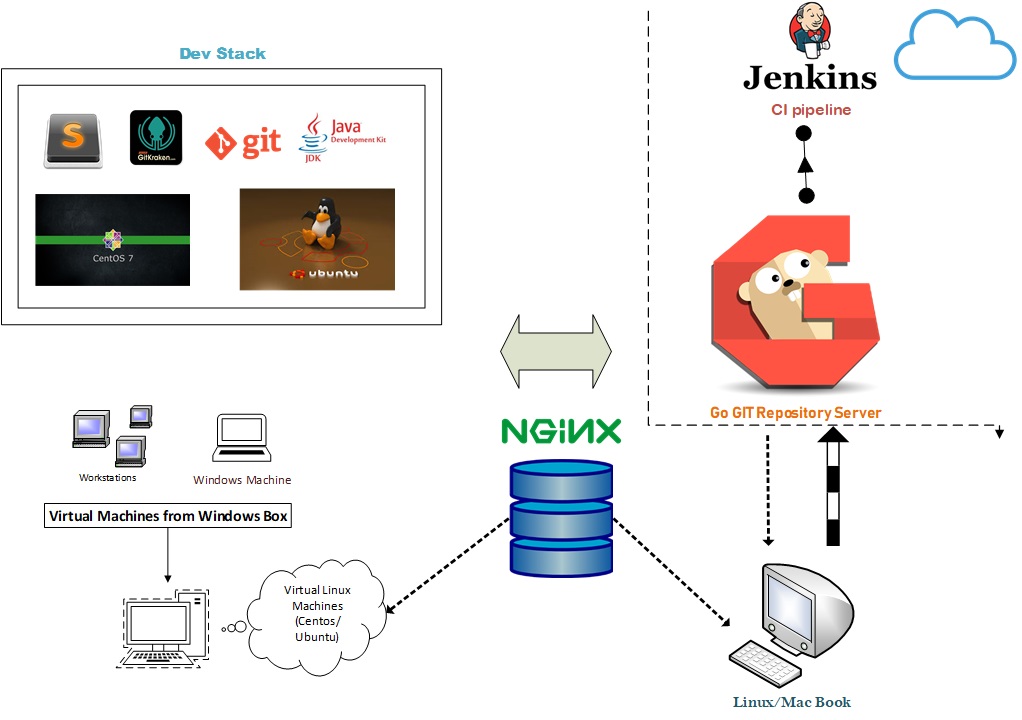 Dev Stack
S
GitKraken
git
Java
Development Kit
JDK
CentOS 7
ubuntu
Jenkins
CI pipeline
Go GIT Repository Server
NGiNX
Workstations
Windows Machine
Virtual Machines from Windows Box
Virtual Linux
Machines
(Centos/
Ubuntu)
Linux/Mac Book